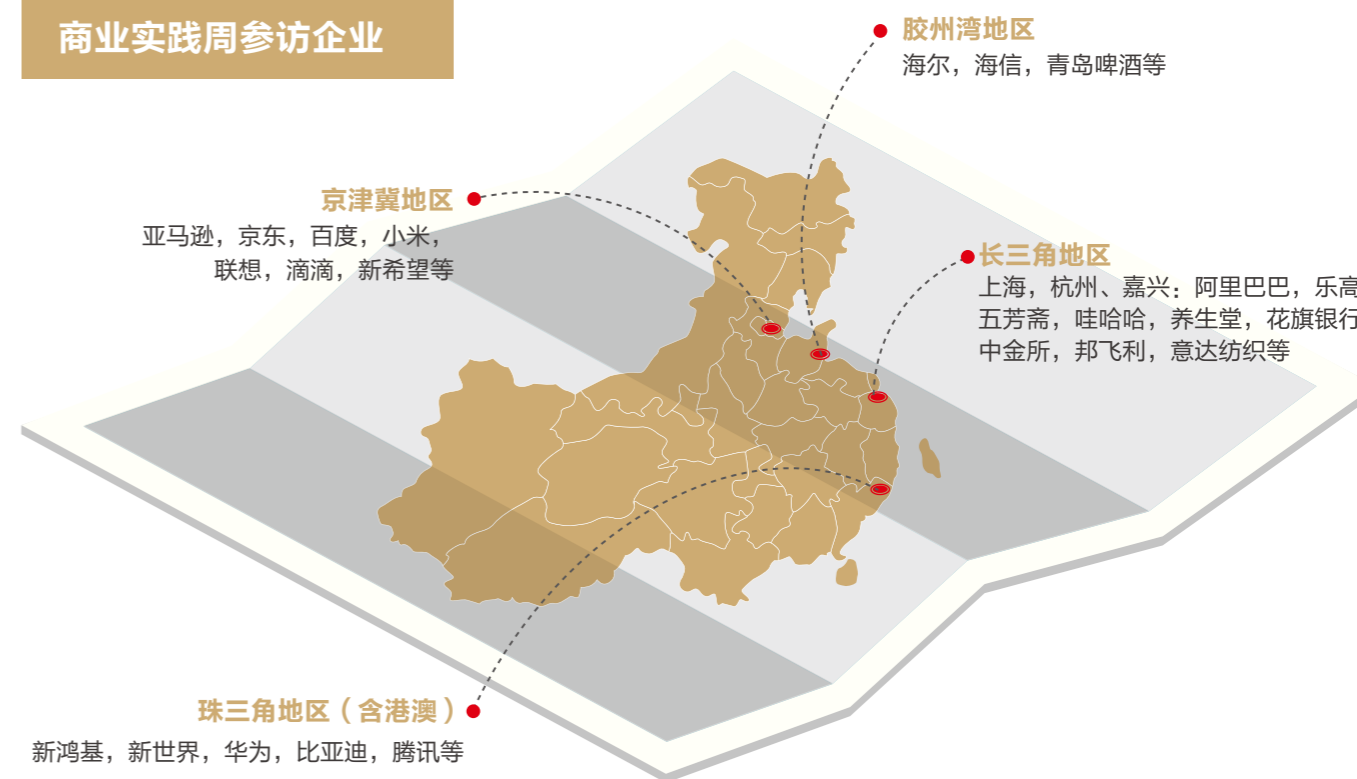 商业实践周参访企业
胶州湾地区
海尔，海信，青岛啤酒等
京津冀地区
亚马逊，京东，百度，小米，
联想，滴滴，新希望等
长三角地区
上海，杭州、嘉兴：阿里巴巴，乐高
五芳斋，哇哈哈，养生堂，花旗银行
中金所，邦飞利，意达纺织等
珠三角地区（含港澳）
新鸿基，新世界，华为，比亚迪，腾讯等